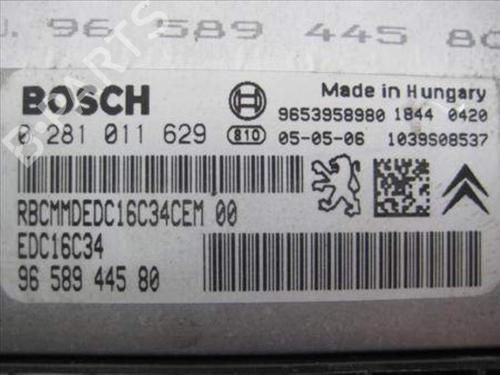 96 589 445 80
BOSCH
Made in Hungary
9653958980 1844 0420
0 281 011 629
810
05-05-06 1039S08537
RBCMMDEDC16C34CEM 00
EDC16C34
96 589 445 80
B-PARTS